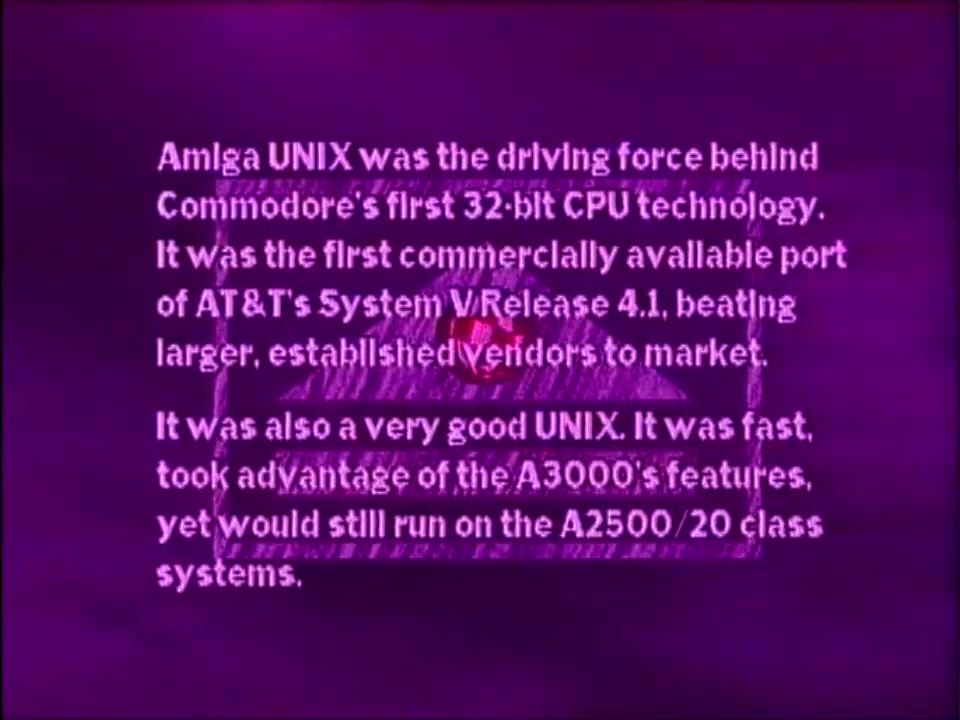 Amiga UNIX was the driving force behind
Commodore's first 32-bit CPU technology.
It was the first commercially available port
of AT&T's System V Release 4.1, beating
larger, established vendors to market.
It was also a very good UNIX. It was fast,
took advantage of the A3000's features,
yet would still run on the A2500/20 class
systems.